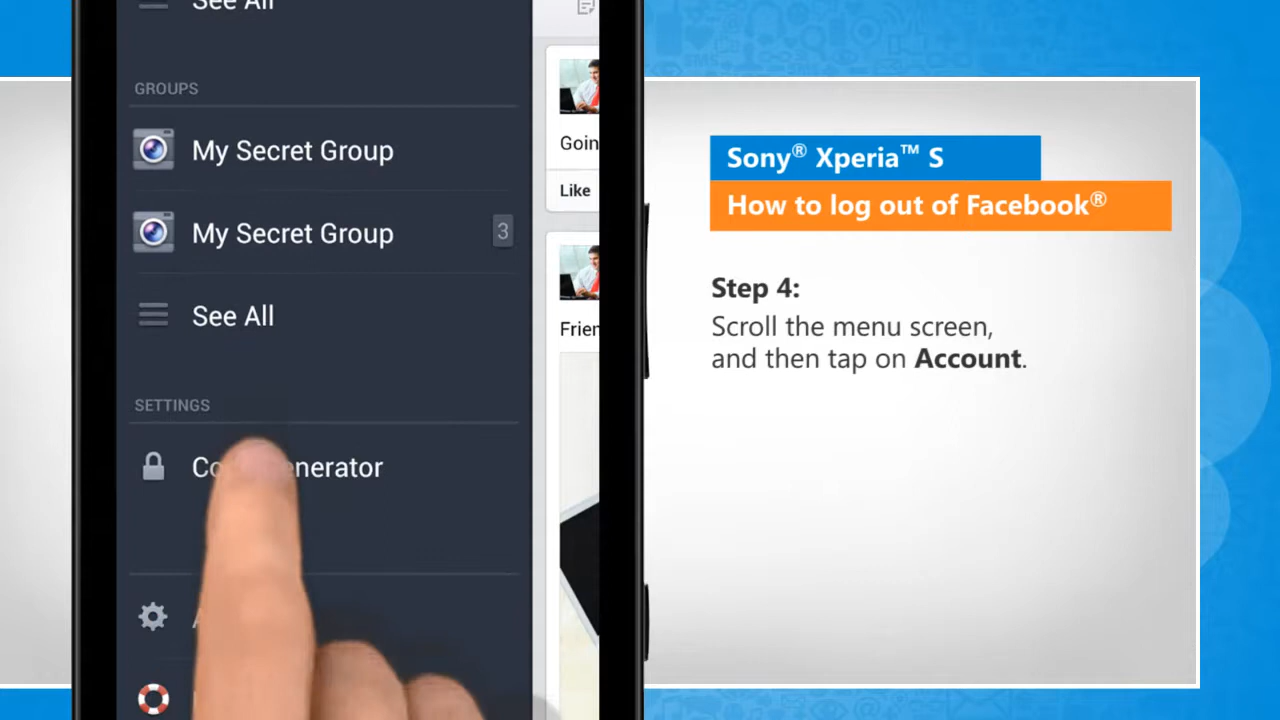 See All
GROUPS
My Secret Group
My Secret Group 3
See All
SETTINGS
Goin
Like
Frien
Sony® Xperia™ S
How to log out of Facebook®
Step 4:
Scroll the menu screen,
and then tap on Account.